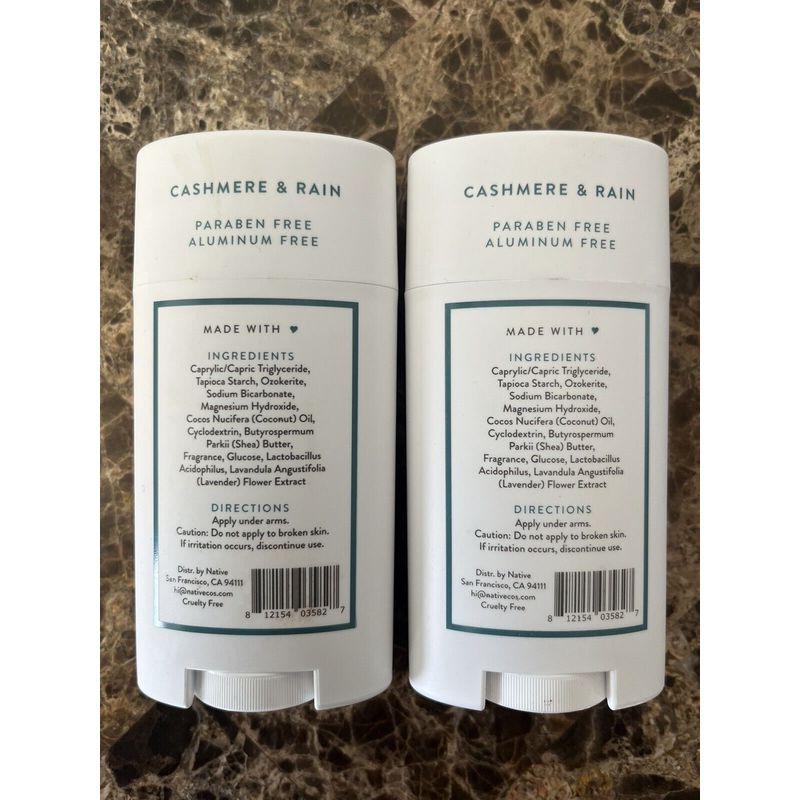 CASHMERE & RAIN
PARABEN FREE
ALUMINUM FREE
MADE WITH ♥
INGREDIENTS
Caprylic/Capric Triglyceride,
Tapioca Starch, Ozokerite,
Sodium Bicarbonate,
Magnesium Hydroxide,
Cocos Nucifera (Coconut) Oil,
Cyclodextrin, Butyrospermum
Parkii (Shea) Butter,
Fragrance, Glucose, Lactobacillus
Acidophilus, Lavandula Angustifolia
(Lavender) Flower Extract
DIRECTIONS
Apply under arms.
Caution: Do not apply to broken skin.
If irritation occurs, discontinue use.
Distr. by Native
San Francisco, CA 94111
hi@nativecos.com
Cruelty Free
8 12154 03582 7
CASHMERE & RAIN
PARABEN FREE
ALUMINUM FREE
MADE WITH ♥
INGREDIENTS
Caprylic/Capric Triglyceride,
Tapioca Starch, Ozokerite,
Sodium Bicarbonate,
Magnesium Hydroxide,
Cocos Nucifera (Coconut) Oil,
Cyclodextrin, Butyrospermum
Parkii (Shea) Butter,
Fragrance, Glucose, Lactobacillus
Acidophilus, Lavandula Angustifolia
(Lavender) Flower Extract
DIRECTIONS
Apply under arms.
Caution: Do not apply to broken skin.
If irritation occurs, discontinue use.
Distr. by Native
San Francisco, CA 94111
hi@nativecos.com
Cruelty Free
8 12154 03582 7